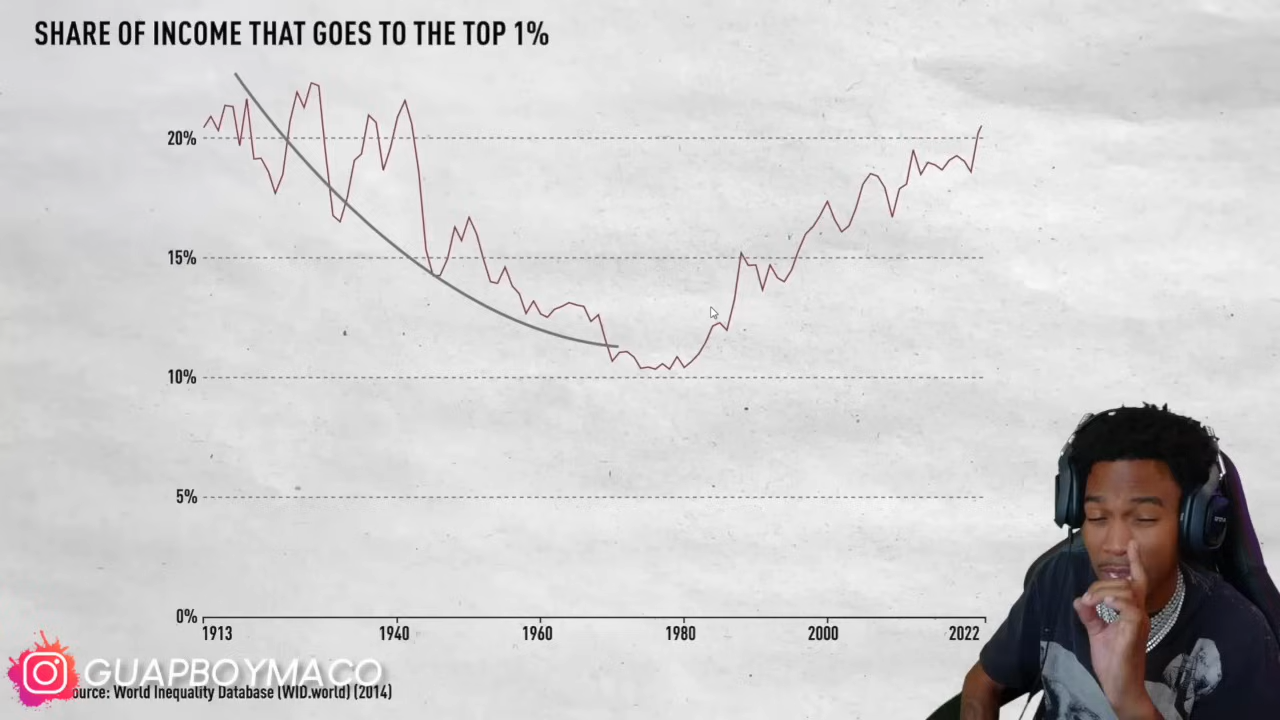 SHARE OF INCOME THAT GOES TO THE TOP 1%
20%
15%
10%
5%
0%
1913 1940 1960 1980 2000 2022
GUAPBOYMACO
ource: World Inequality Database (WID.world) (2014)